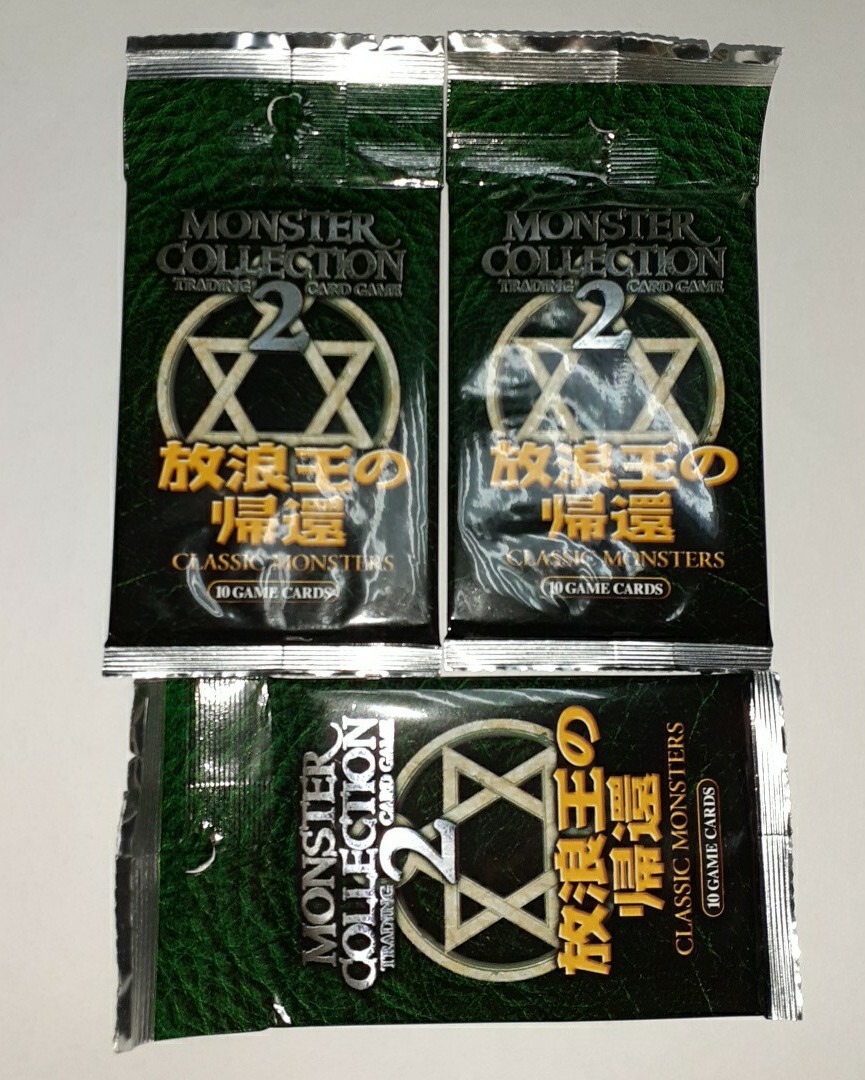 MONSTER
COLLECTION
TRADING CARD GAME
2
放浪王の
帰還
CLASSIC MONSTERS
10 GAME CARDS
MONSTER
COLLECTION
TRADING CARD GAME
2
放浪王の
帰還
CLASSIC MONSTERS
10 GAME CARDS
MONSTER
COLLECTION
TRADING CARD GAME
2
放浪王の
帰還
CLASSIC MONSTERS
10 GAME CARDS